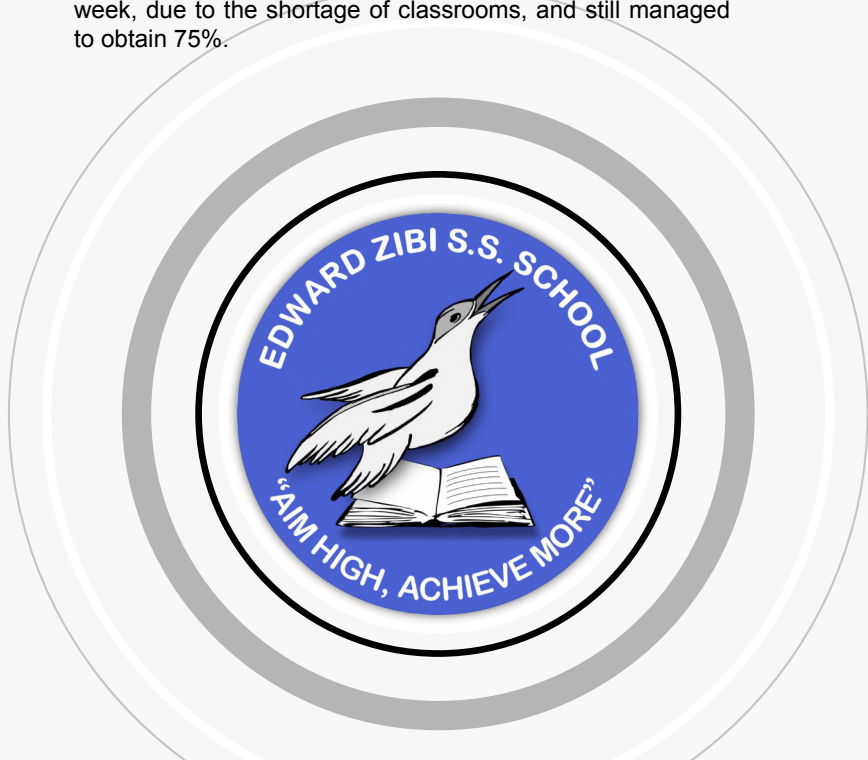 week, due to the shortage of classrooms, and still managed
to obtain 75%.
EDWARD ZIBI S.S. SCHOOL
“AIM HIGH, ACHIEVE MORE”